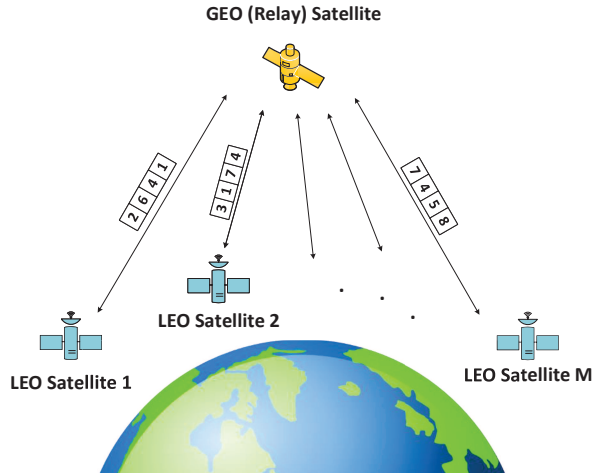 GEO (Relay) Satellite
2 6 4 1
3 1 7 4
7 4 5 8
LEO Satellite 2
LEO Satellite 1
LEO Satellite M